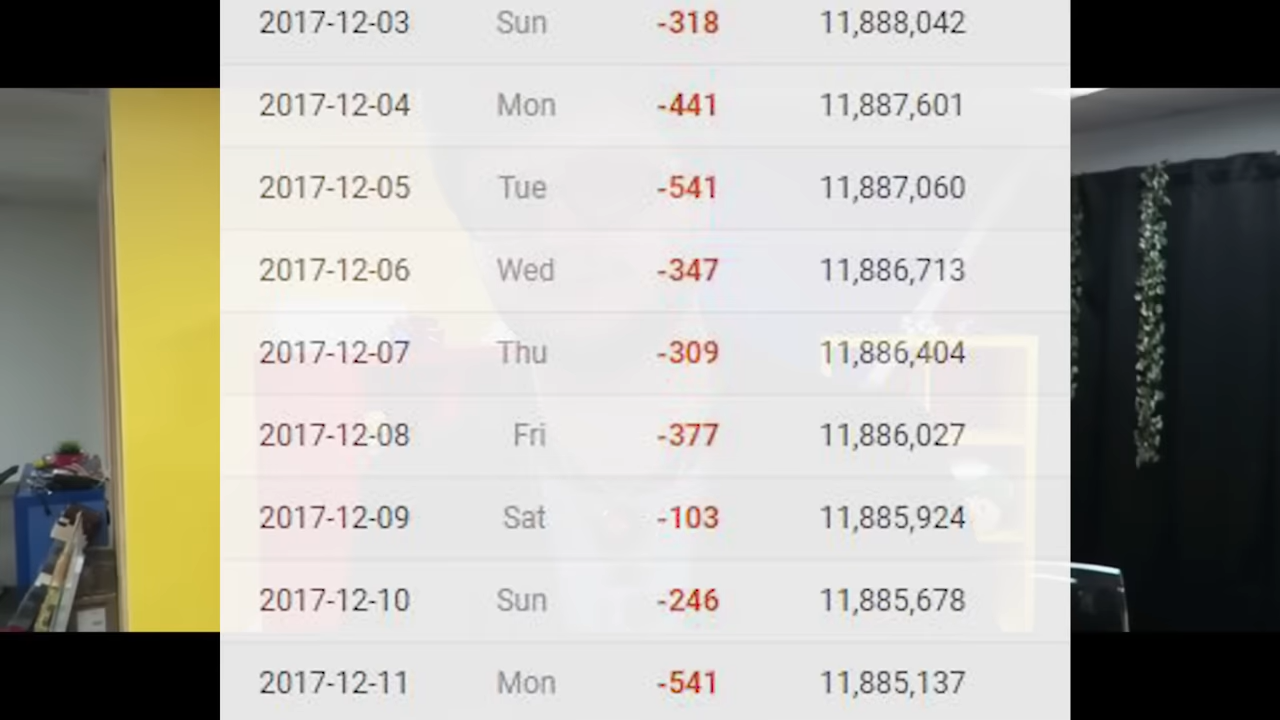 2017-12-03 Sun -318 11,888,042
2017-12-04 Mon -441 11,887,601
2017-12-05 Tue -541 11,887,060
2017-12-06 Wed -347 11,886,713
2017-12-07 Thu -309 11,886,404
2017-12-08 Fri -377 11,886,027
2017-12-09 Sat -103 11,885,924
2017-12-10 Sun -246 11,885,678
2017-12-11 Mon -541 11,885,137